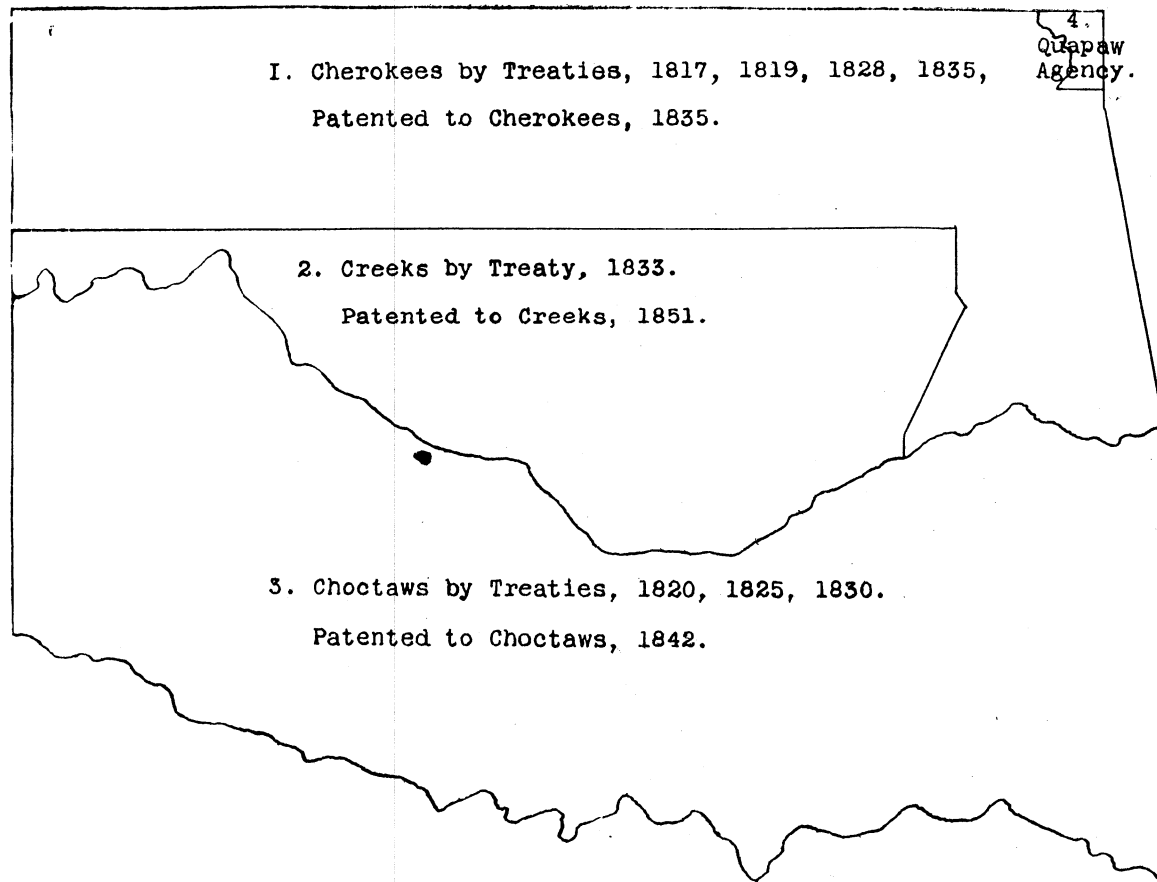 I. Cherokees by Treaties, 1817, 1819, 1828, 1835,
Patented to Cherokees, 1835.
4.
Quapaw
Agency.
2. Creeks by Treaty, 1833.
Patented to Creeks, 1851.
3. Choctaws by Treaties, 1820, 1825, 1830.
Patented to Choctaws, 1842.